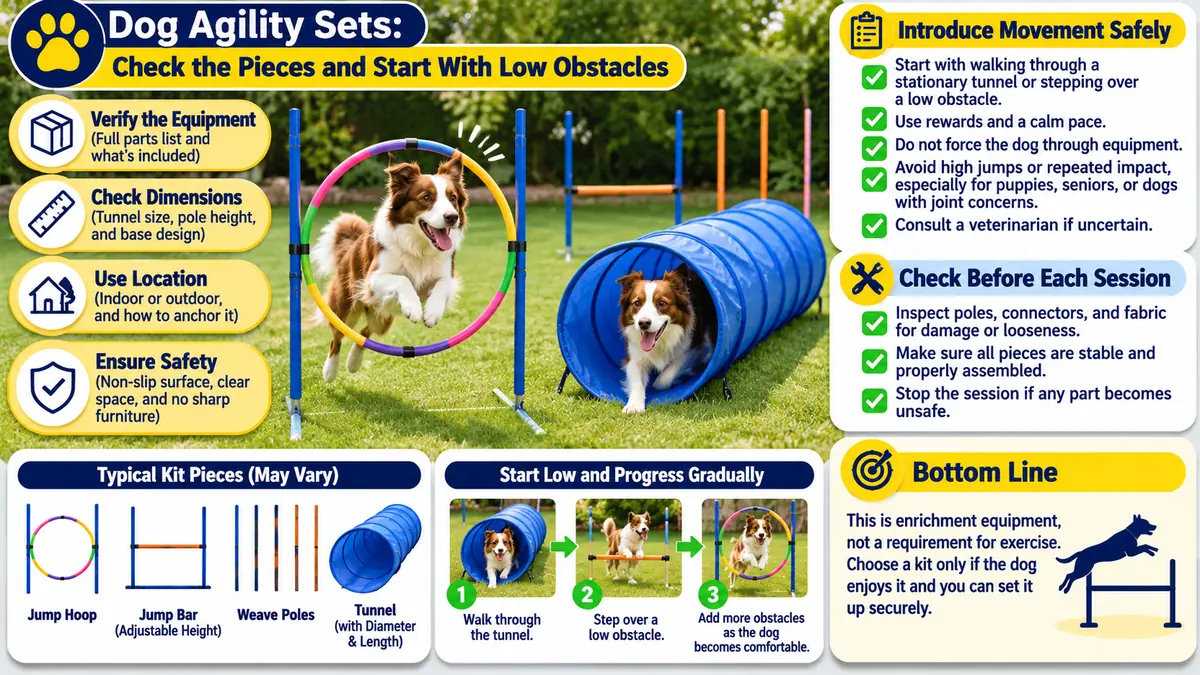 Dog Agility Sets:
Check the Pieces and Start With Low Obstacles
Verify the Equipment
(Full parts list and
what's included)
Check Dimensions
(Tunnel size, pole height,
and base design)
Use Location
(Indoor or outdoor,
and how to anchor it)
Ensure Safety
(Non-slip surface, clear
space, and no sharp
furniture)
Introduce Movement Safely
Start with walking through a
stationary tunnel or stepping over
a low obstacle.
Use rewards and a calm pace.
Do not force the dog through equipment.
Avoid high jumps or repeated impact,
especially for puppies, seniors, or dogs
with joint concerns.
Consult a veterinarian if uncertain.
Check Before Each Session
Inspect poles, connectors, and fabric
for damage or looseness.
Make sure all pieces are stable and
properly assembled.
Stop the session if any part becomes
unsafe.
Typical Kit Pieces (May Vary)
Jump Hoop
Jump Bar
(Adjustable Height)
Weave Poles
Tunnel
(with Diameter
& Length)
Start Low and Progress Gradually
1
Walk through
the tunnel.
2
Step over a
low obstacle.
3
Add more obstacles
as the dog
becomes comfortable.
Bottom Line
This is enrichment equipment,
not a requirement for exercise.
Choose a kit only if the dog
enjoys it and you can set it
up securely.